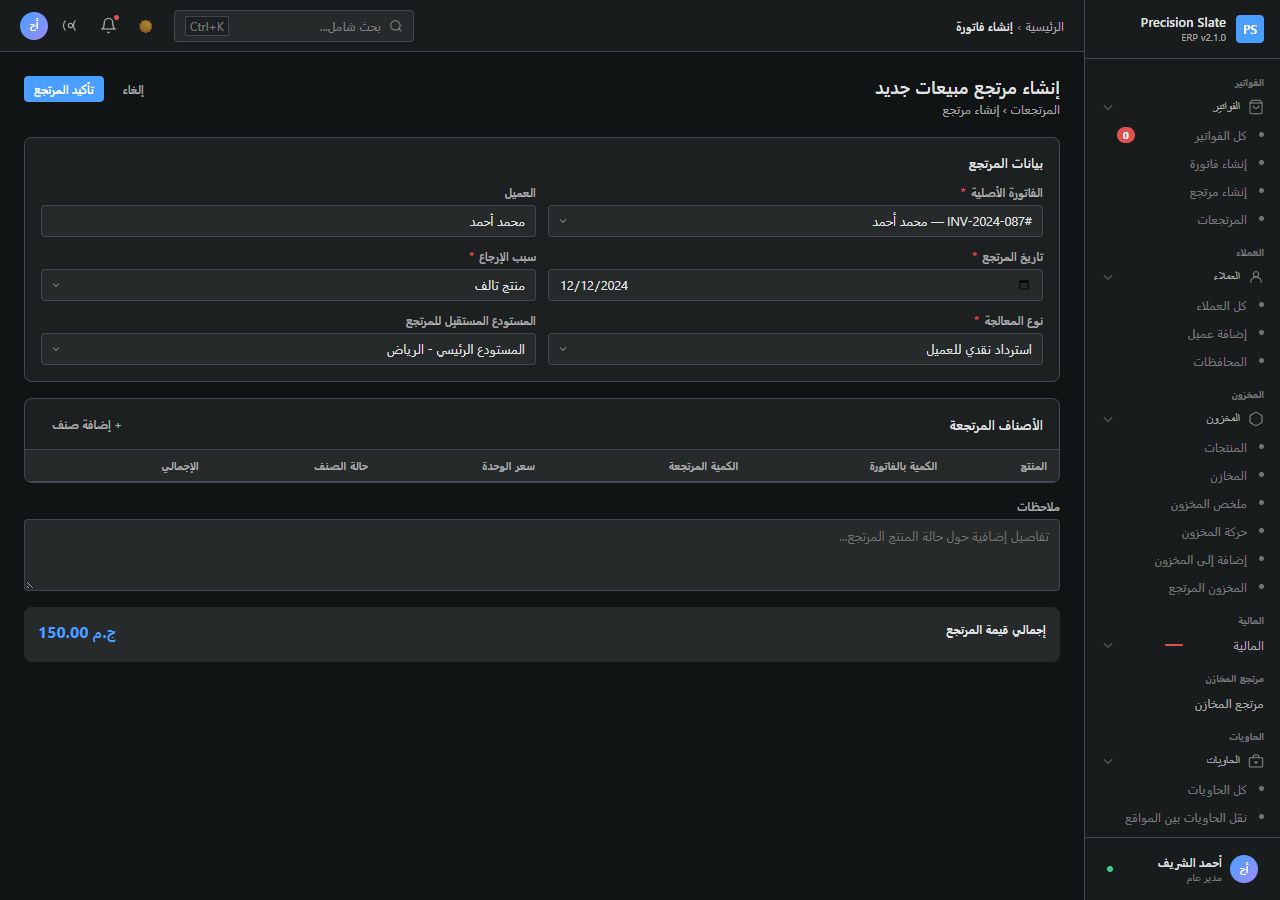 Precision Slate
PS
ERP v2.1.0
الرئيسية › إنشاء فاتورة
بحث شامل...
Ctrl+K
أح
الفواتير
الفواتير
كل الفواتير
0
إنشاء فاتورة
إنشاء مرتجع
المرتجعات
العملاء
العملاء
كل العملاء
إضافة عميل
المحافظات
المخزون
المخزون
المنتجات
المخازن
ملخص المخزون
حركة المخزون
إضافة إلى المخزون
المخزون المرتجع
المالية
المالية
مرتجع المخازن
مرتجع المخازن
الحاويات
الحاويات
كل الحاويات
نقل الحاويات بين المواقع
أح
أحمد الشريف
مدير عام
إنشاء مرتجع مبيعات جديد
المرتجعات › إنشاء مرتجع
إلغاء
تأكيد المرتجع
بيانات المرتجع
الفاتورة الأصلية *
العميل
#INV-2024-087 — محمد أحمد
محمد أحمد
تاريخ المرتجع *
سبب الإرجاع *
12/12/2024
منتج تالف
نوع المعالجة *
المستودع المستقبل للمرتجع
استرداد نقدي للعميل
المستودع الرئيسي - الرياض
الأصناف المرتجعة
+ إضافة صنف
المنتج
الكمية بالفاتورة
الكمية المرتجعة
سعر الوحدة
حالة الصنف
الإجمالي
ملاحظات
تفاصيل إضافية حول حالة المنتج المرتجع...
إجمالي قيمة المرتجع
ج.م 150.00